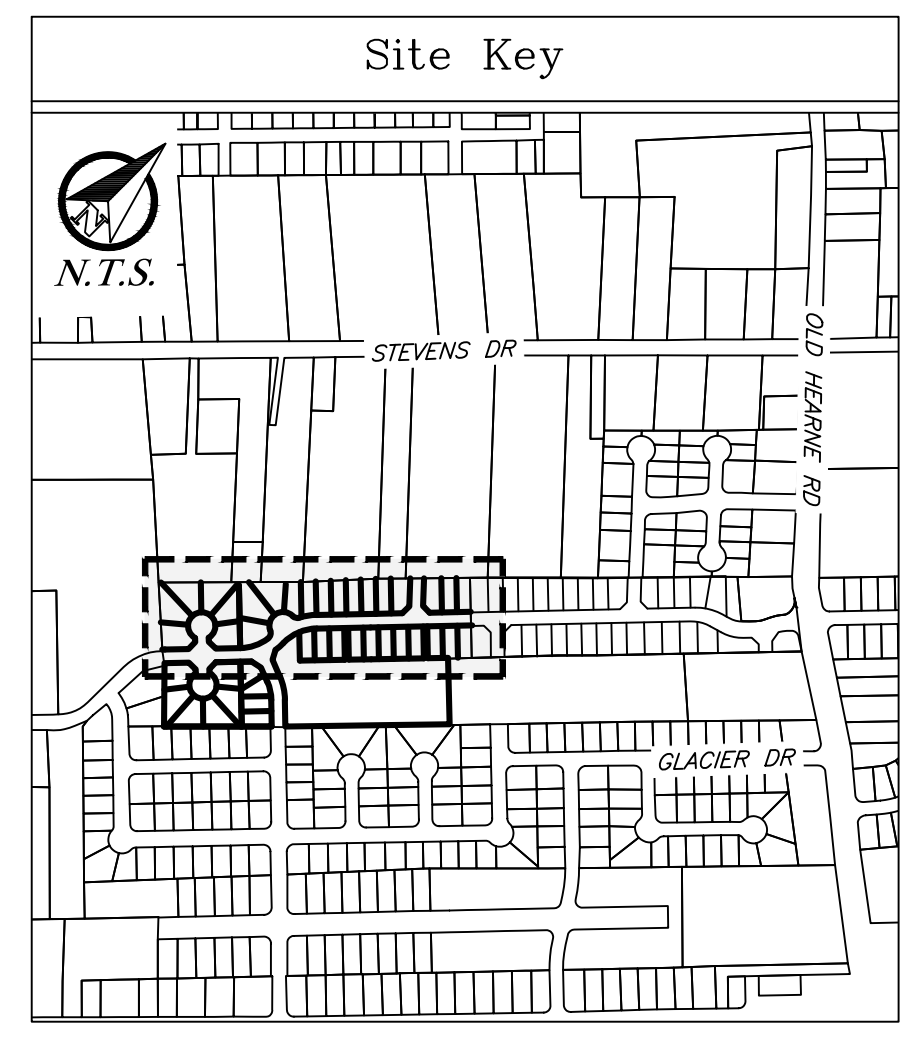 Site Key
N
N.T.S.
STEVENS DR
OLD HEARNE RD
GLACIER DR